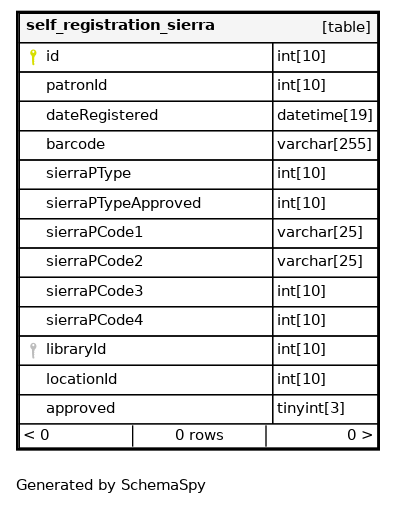 self_registration_sierra [table]
id int[10]
patronId int[10]
dateRegistered datetime[19]
barcode varchar[255]
sierraPType int[10]
sierraPTypeApproved int[10]
sierraPCode1 varchar[25]
sierraPCode2 varchar[25]
sierraPCode3 int[10]
sierraPCode4 int[10]
libraryId int[10]
locationId int[10]
approved tinyint[3]
< 0 0 rows 0 >
Generated by SchemaSpy